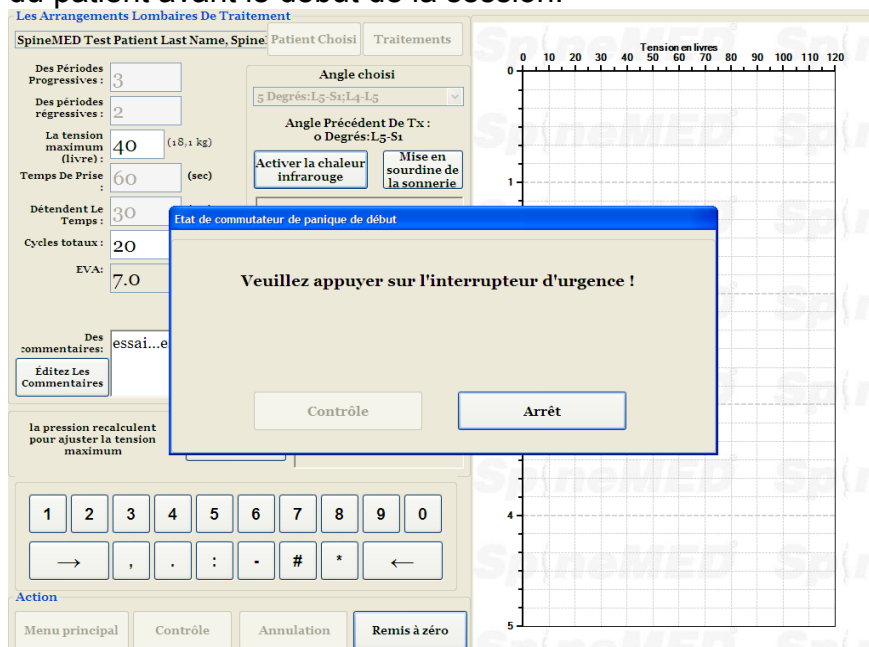 du patient avant le début de la session.
Les Arrangements Lombaires De Traitement
SpineMED Test Patient Last Name, Spine
Patient Choisi
Traitements
Des Périodes
Progressives :
3
Des périodes
régressives :
2
La tension
maximum
(livre) :
40
(18,1 kg)
Temps De Prise
:
60
(sec)
Détendent Le
Temps :
30
Cycles totaux :
20
EVA:
7.0
Des
commentaires:
essai...e
Éditez Les
Commentaires
Angle choisi
5 Degrés:L5-S1;L4-L5
Angle Précédent De Tx :
0 Degrés:L5-S1
Activer la chaleur
infrarouge
Mise en
sourdine de
la sonnerie
Etat de commutateur de panique de début
Veuillez appuyer sur l'interrupteur d'urgence !
Contrôle
Arrêt
la pression recalculent
pour ajuster la tension
maximum
1 2 3 4 5 6 7 8 9 0
→ , . : - # * ←
Action
Menu principal
Contrôle
Annulation
Remis à zéro
Tension en livres
0 10 20 30 40 50 60 70 80 90 100 110 120
0
1
4
5
SpineMED